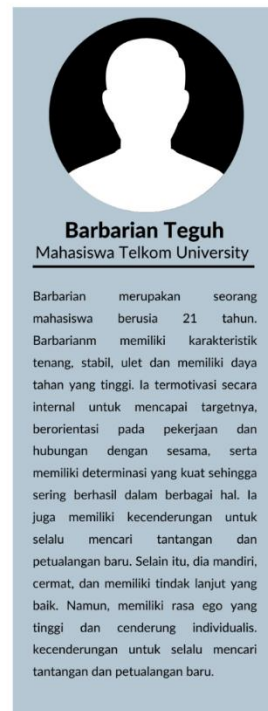 Barbarian Teguh
Mahasiswa Telkom University
Barbarian merupakan seorang
mahasiswa berusia 21 tahun.
Barbarianm memiliki karakteristik
tenang, stabil, ulet dan memiliki daya
tahan yang tinggi. Ia termotivasi secara
internal untuk mencapai targetnya,
berorientasi pada pekerjaan dan
hubungan dengan sesama, serta
memiliki determinasi yang kuat sehingga
sering berhasil dalam berbagai hal. Ia
juga memiliki kecenderungan untuk
selalu mencari tantangan dan
petualangan baru. Selain itu, dia mandiri,
cermat, dan memiliki tindak lanjut yang
baik. Namun, memiliki rasa ego yang
tinggi dan cenderung individualis.
kecenderungan untuk selalu mencari
tantangan dan petualangan baru.